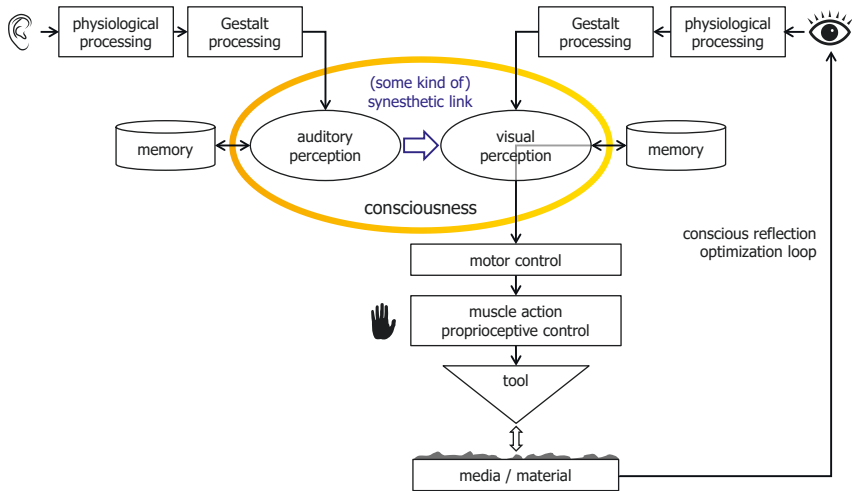 physiological
processing
Gestalt
processing
Gestalt
processing
physiological
processing
(some kind of)
synesthetic link
memory
auditory
perception
visual
perception
memory
consciousness
conscious reflection
optimization loop
motor control
muscle action
proprioceptive control
tool
media / material